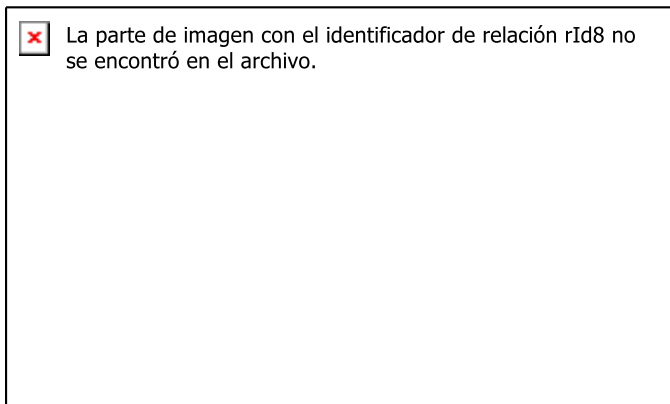 La parte de imagen con el identificador de relación rId8 no
se encontró en el archivo.